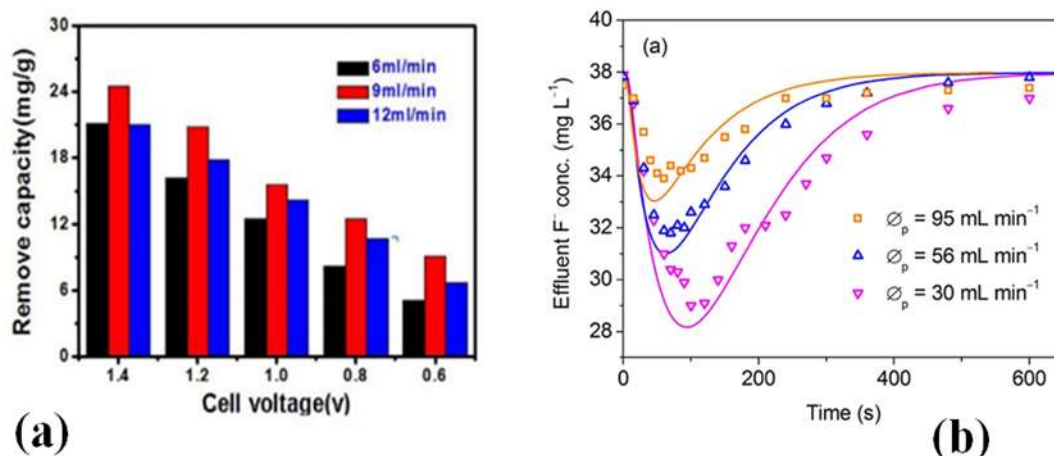 30
24
18
12
6
0
Remove capacity(mg/g)
6ml/min
9ml/min
12ml/min
1.4 1.2 1.0 0.8 0.6
Cell voltage(v)
(a)
38
36
34
32
30
28
Effluent F⁻ conc. (mg L⁻¹)
(a)
∅p = 95 mL min⁻¹
∅p = 56 mL min⁻¹
∅p = 30 mL min⁻¹
0 200 400 600
Time (s)
(b)